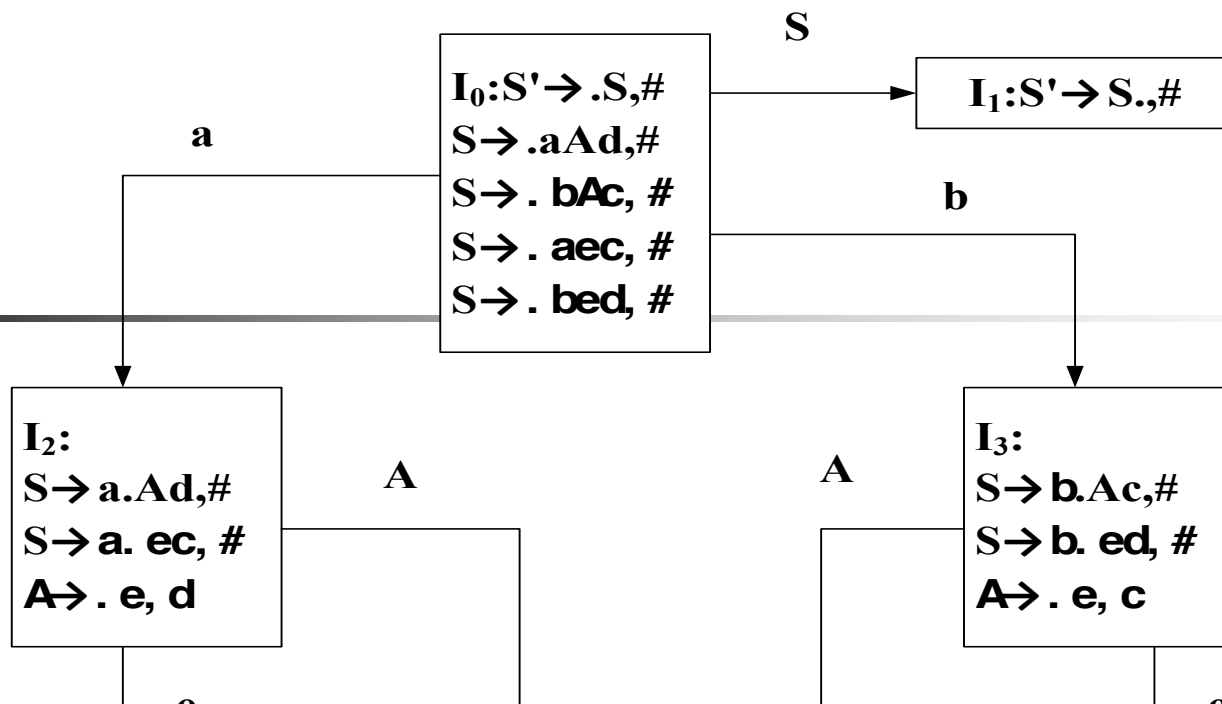 S
I₀:S'→ .S,#
S→ .aAd,#
S→ . bAc, #
S→ . aec, #
S→ . bed, #
I₁:S'→ S.,#
a
b
I₂:
S→ a.Ad,#
S→ a. ec, #
A→ . e, d
A
A
I₃:
S→ b.Ac,#
S→ b. ed, #
A→ . e, c